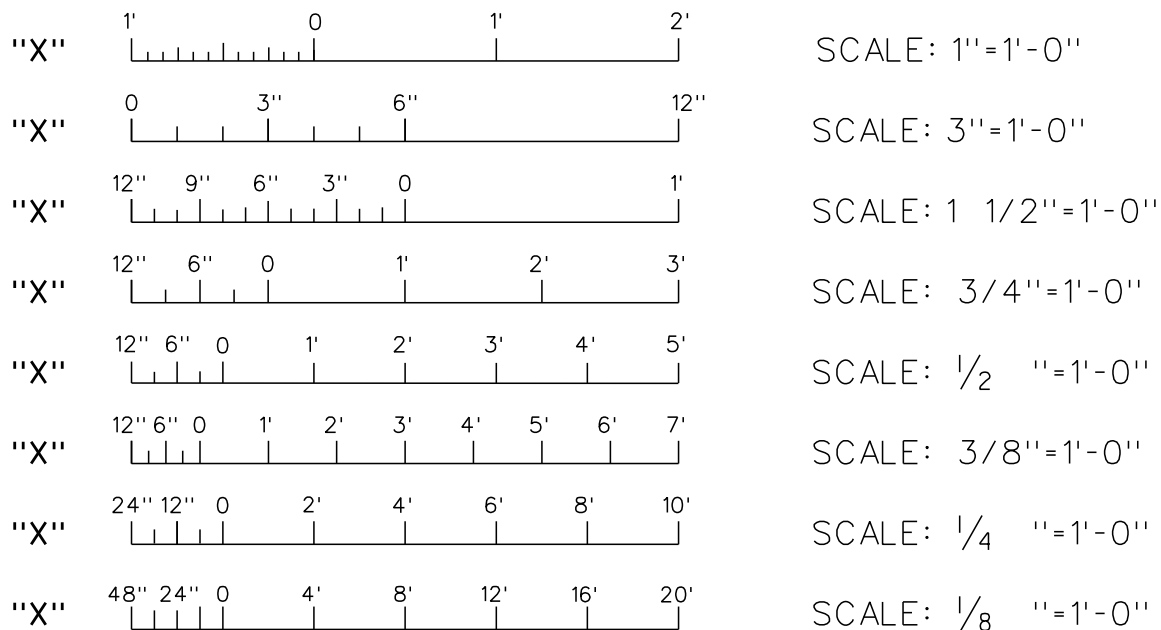 1' 0 1' 2'
"X" SCALE: 1"=1'-0"
0 3" 6" 12"
"X" SCALE: 3"=1'-0"
12" 9" 6" 3" 0 1'
"X" SCALE: 1 1/2"=1'-0"
12" 6" 0 1' 2' 3'
"X" SCALE: 3/4"=1'-0"
12" 6" 0 1' 2' 3' 4' 5'
"X" SCALE: 1/2 "=1'-0"
12" 6" 0 1' 2' 3' 4' 5' 6' 7'
"X" SCALE: 3/8"=1'-0"
24" 12" 0 2' 4' 6' 8' 10'
"X" SCALE: 1/4 "=1'-0"
48" 24" 0 4' 8' 12' 16' 20'
"X" SCALE: 1/8 "=1'-0"